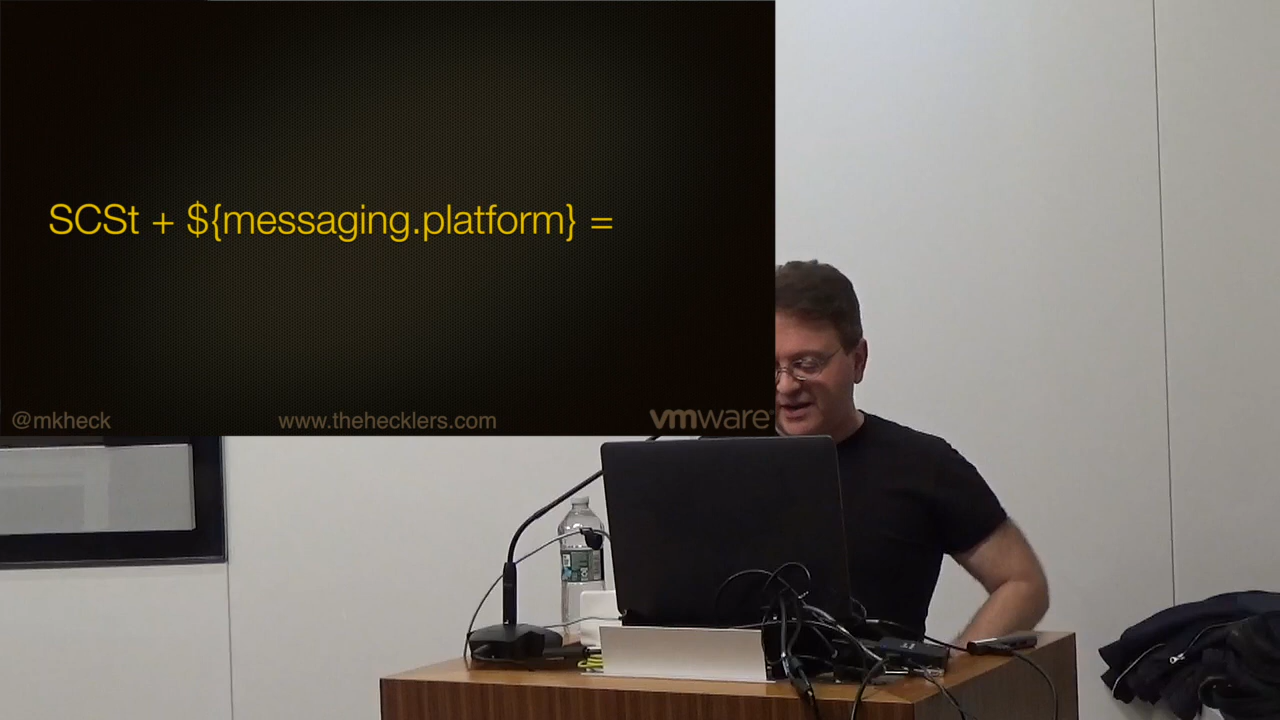 SCSt + ${messaging.platform} =
@mkheck
www.thehecklers.com
vmware